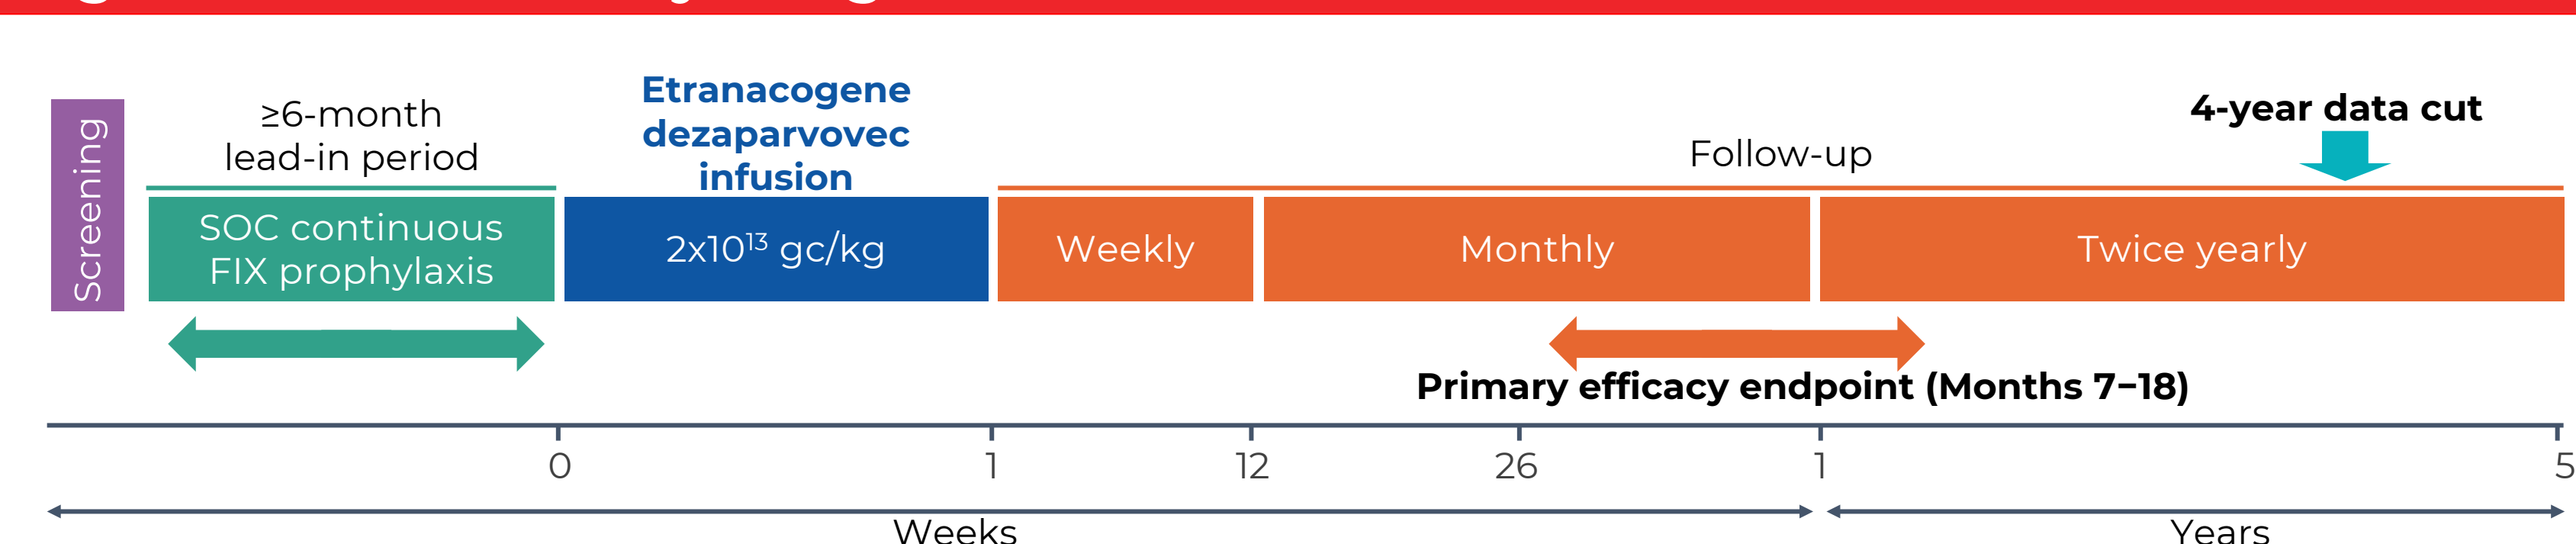 Screening
≥6-month
lead-in period
SOC continuous
FIX prophylaxis
Etranacogene
dezaparvovec
infusion
2x10¹³ gc/kg
Follow-up
4-year data cut
Weekly
Monthly
Twice yearly
Primary efficacy endpoint (Months 7–18)
0
1
12
26
1
5
Weeks
Years